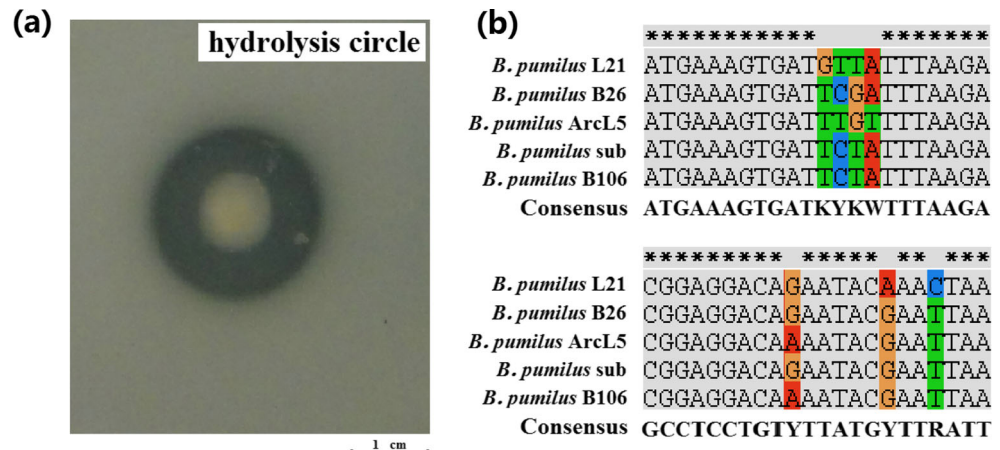 (a)
hydrolysis circle
1 cm
(b)
*********** *******
B. pumilus L21 ATGAAAGTGATGTTATTTAAGA
B. pumilus B26 ATGAAAGTGATTCGATTTAAGA
B. pumilus ArcL5 ATGAAAGTGATTTGTTTTAAGA
B. pumilus sub ATGAAAGTGATTCTATTTAAGA
B. pumilus B106 ATGAAAGTGATTCTATTTAAGA
Consensus ATGAAAGTGATKYKWTTTAAGA
********* ***** ** ***
B. pumilus L21 CGGAGGACAGAATACAAACTAA
B. pumilus B26 CGGAGGACAGAATACGAATTAA
B. pumilus ArcL5 CGGAGGACAAAATACGAATTAA
B. pumilus sub CGGAGGACAGAATACGAATTAA
B. pumilus B106 CGGAGGACAAAATACGAATTAA
Consensus GCCTCCTGTYTTATGYTTRATT